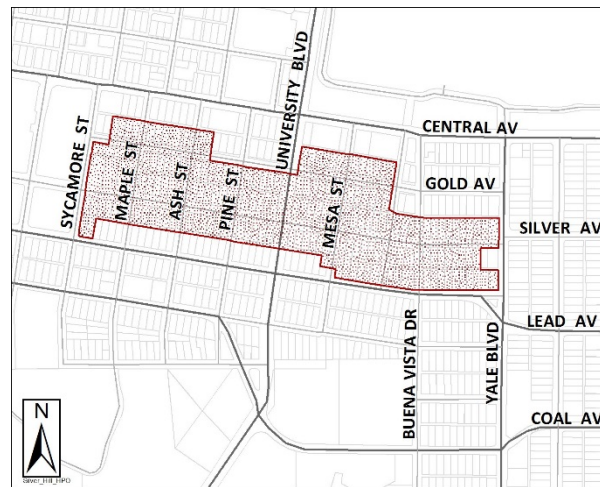 UNIVERSITY BLVD
CENTRAL AV
SYCAMORE ST
MAPLE ST
ASH ST
PINE ST
MESA ST
GOLD AV
SILVER AV
LEAD AV
BUENA VISTA DR
YALE BLVD
COAL AV
N
Silver_Hill_HPO